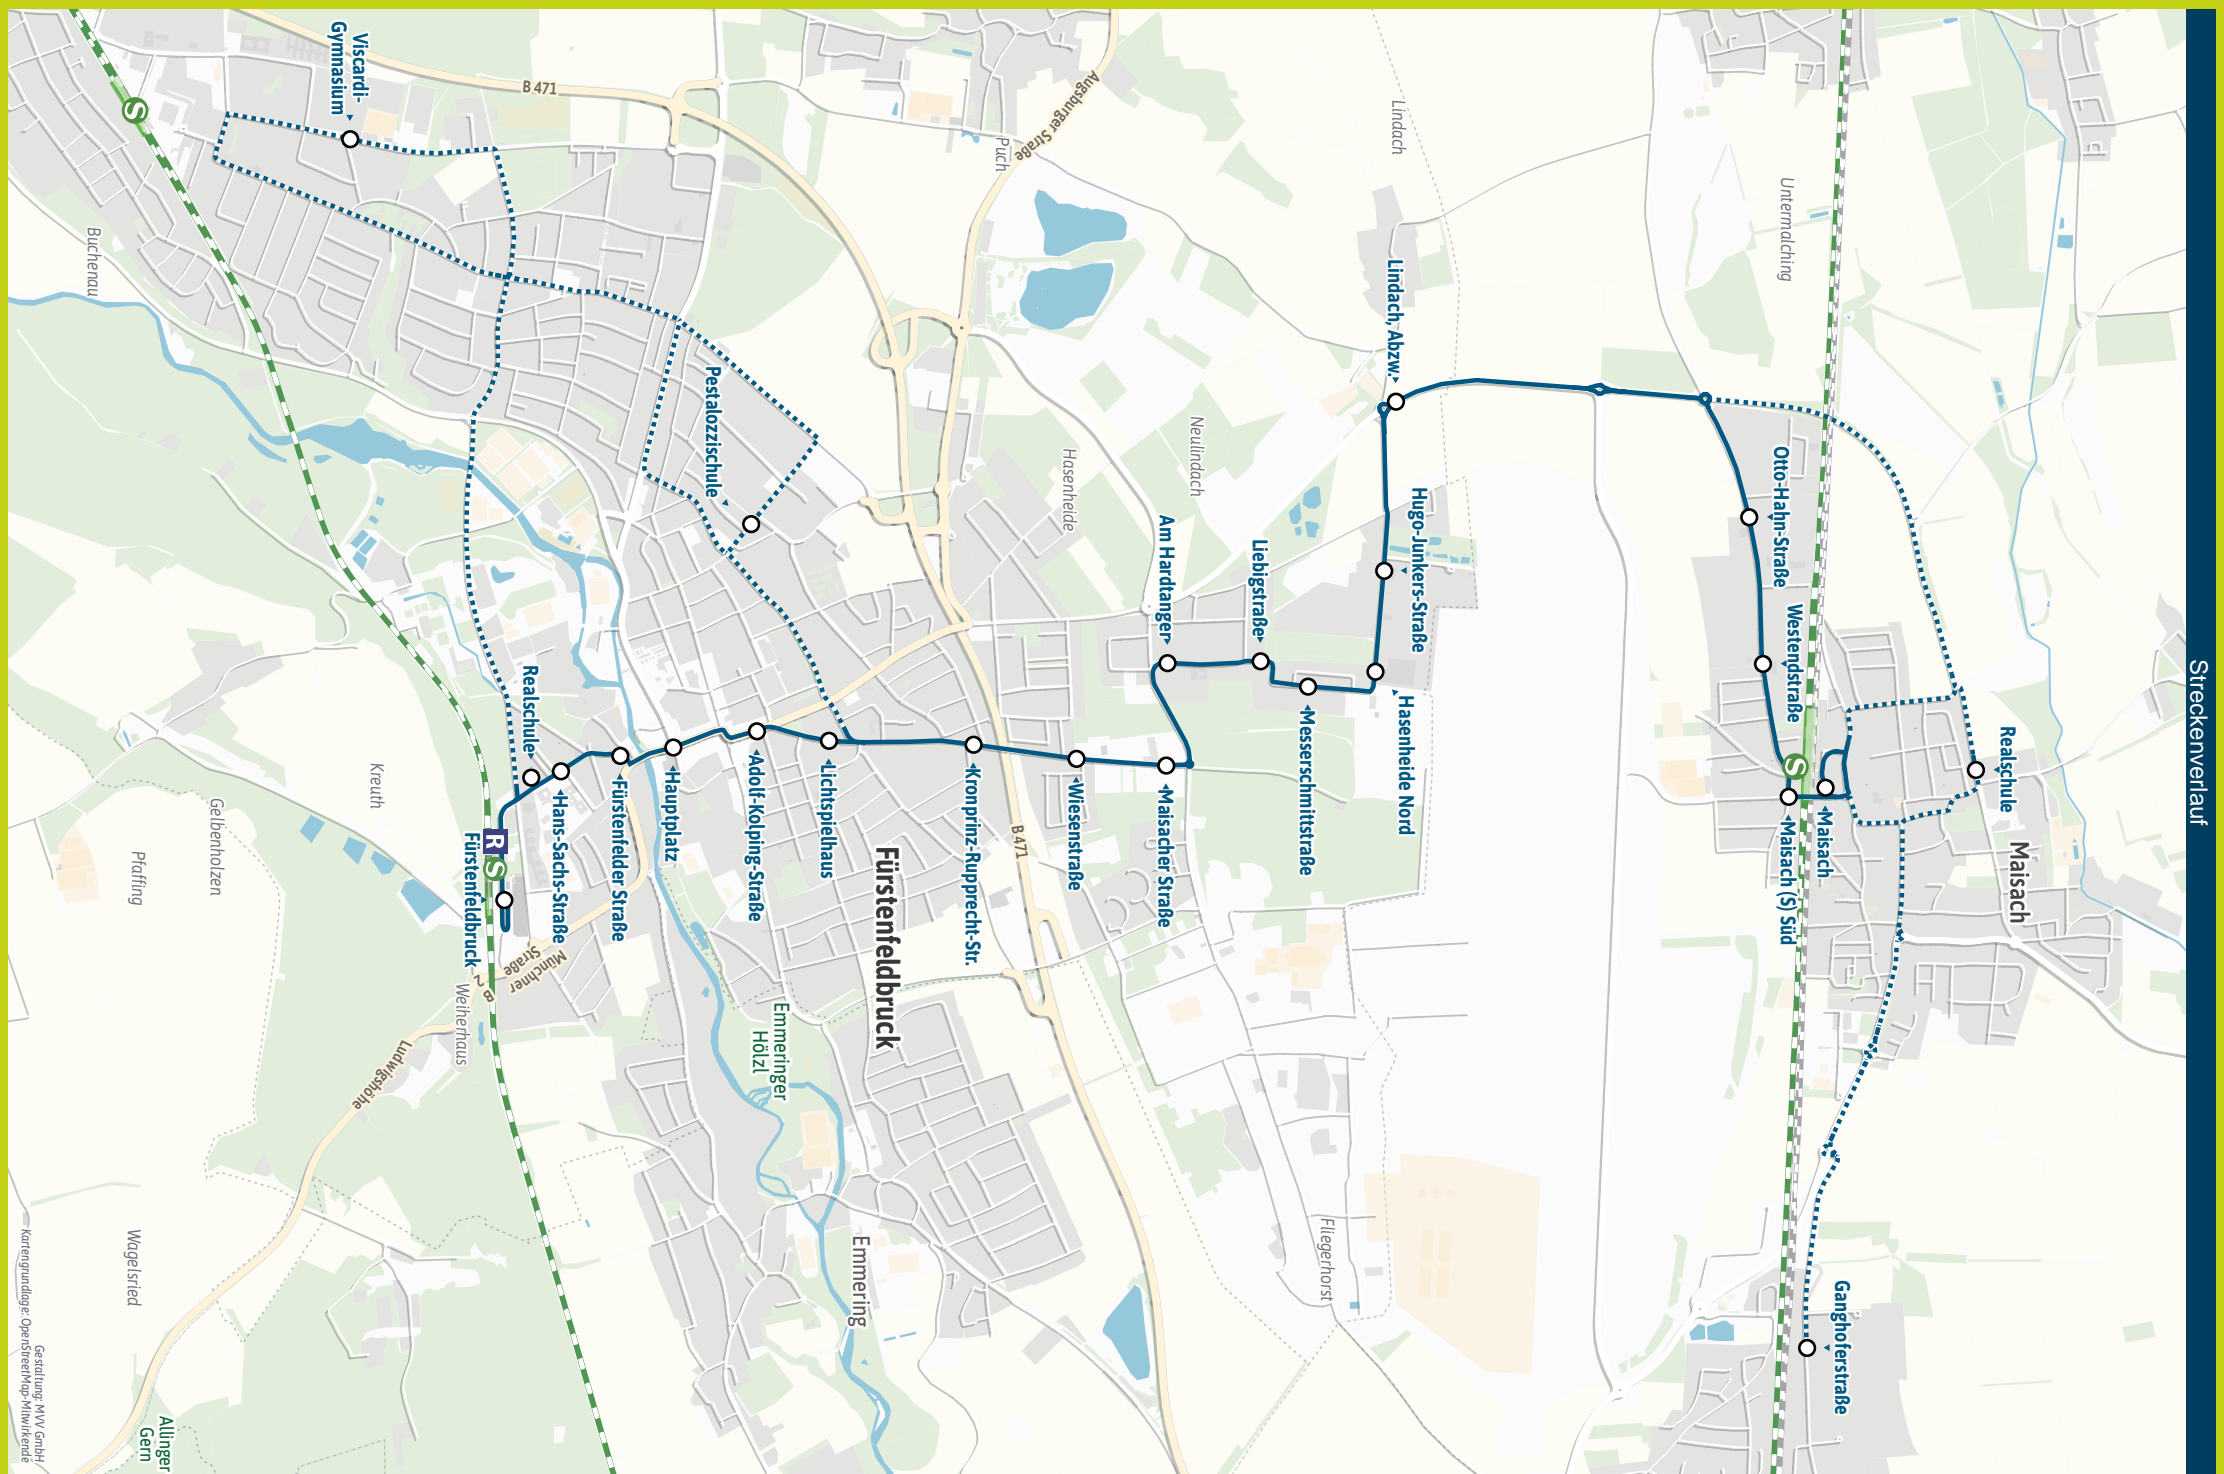 Streckenverlauf
Maisach
Realschule
Ganghoferstraße
Maisach
Maisach (S) Süd
Westendstraße
Otto-Hahn-Straße
Untermalching
S
Lindach
Lindach, Abzw.
Hugo-Junkers-Straße
Hasenheide Nord
Messerschmittstraße
Liebigstraße
Am Hardtanger
Maisacher Straße
Fliegerhorst
Neulindach
Hasenheide
Wiesenstraße
Kronprinz-Rupprecht-Str.
B 471
Augsburger Straße
Puch
Fürstenfeldbruck
Lichtspielhaus
Adolf-Kolping-Straße
Emmering
Emmeringer
Hölzl
Pestalozzischule
Hauptplatz
Fürstenfelder Straße
Hans-Sachs-Straße
Realschule
R
S
Fürstenfeldbruck
Münchner
Straße
B 2
Weiherhaus
Ludwigshöhe
B 471
Viscardi-
Gymnasium
S
Buchenau
Kreuth
Gelbenholzen
Pfaffing
Wagelsried
Allinger
Gern
Gestaltung: MVV GmbH
Kartengrundlage: OpenStreetMap-Mitwirkende